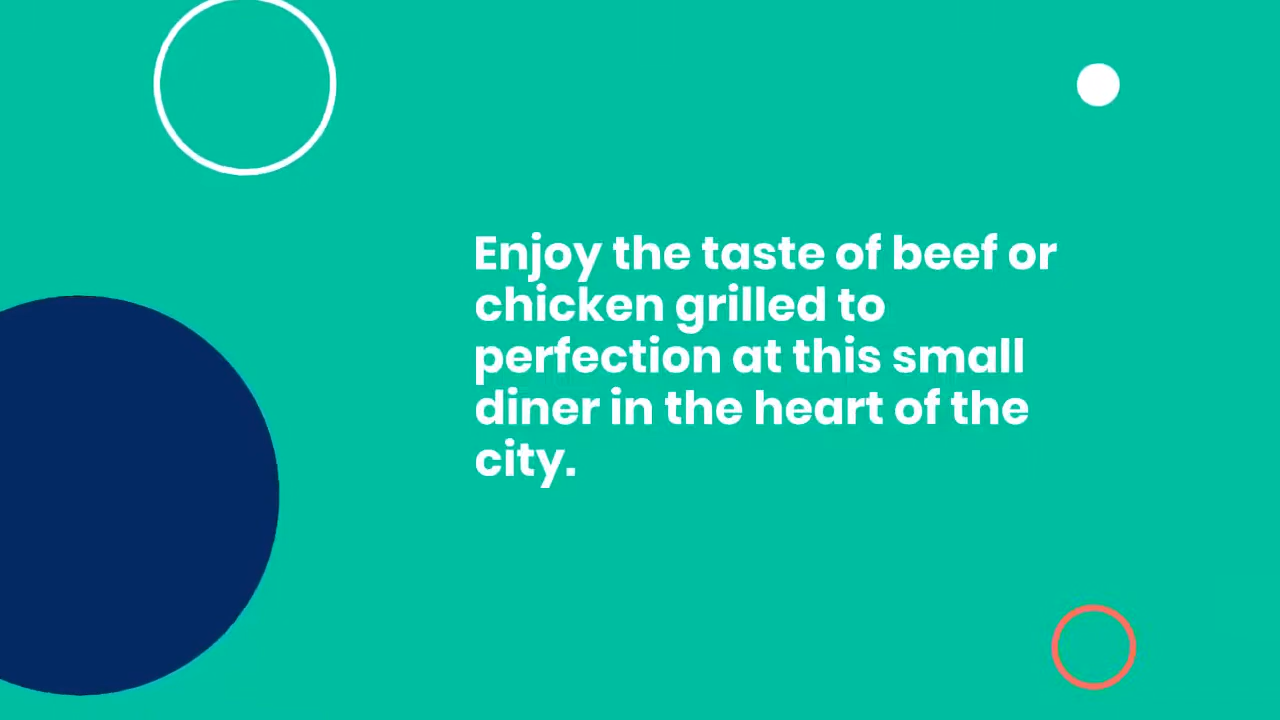 Enjoy the taste of beef or
chicken grilled to
perfection at this small
diner in the heart of the
city.